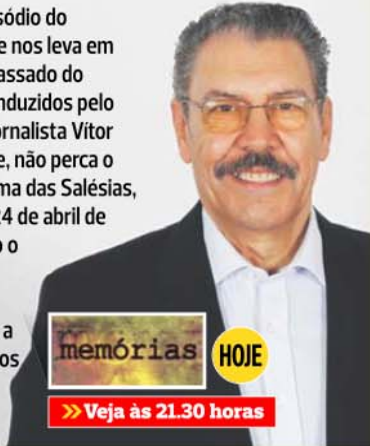 sódio do
e nos leva em
assado do
nduzidos pelo
ornalista Vítor
e, não perca o
ma das Salésias,
24 de abril de
o o
a
os
memórias
HOJE
>> Veja às 21.30 horas